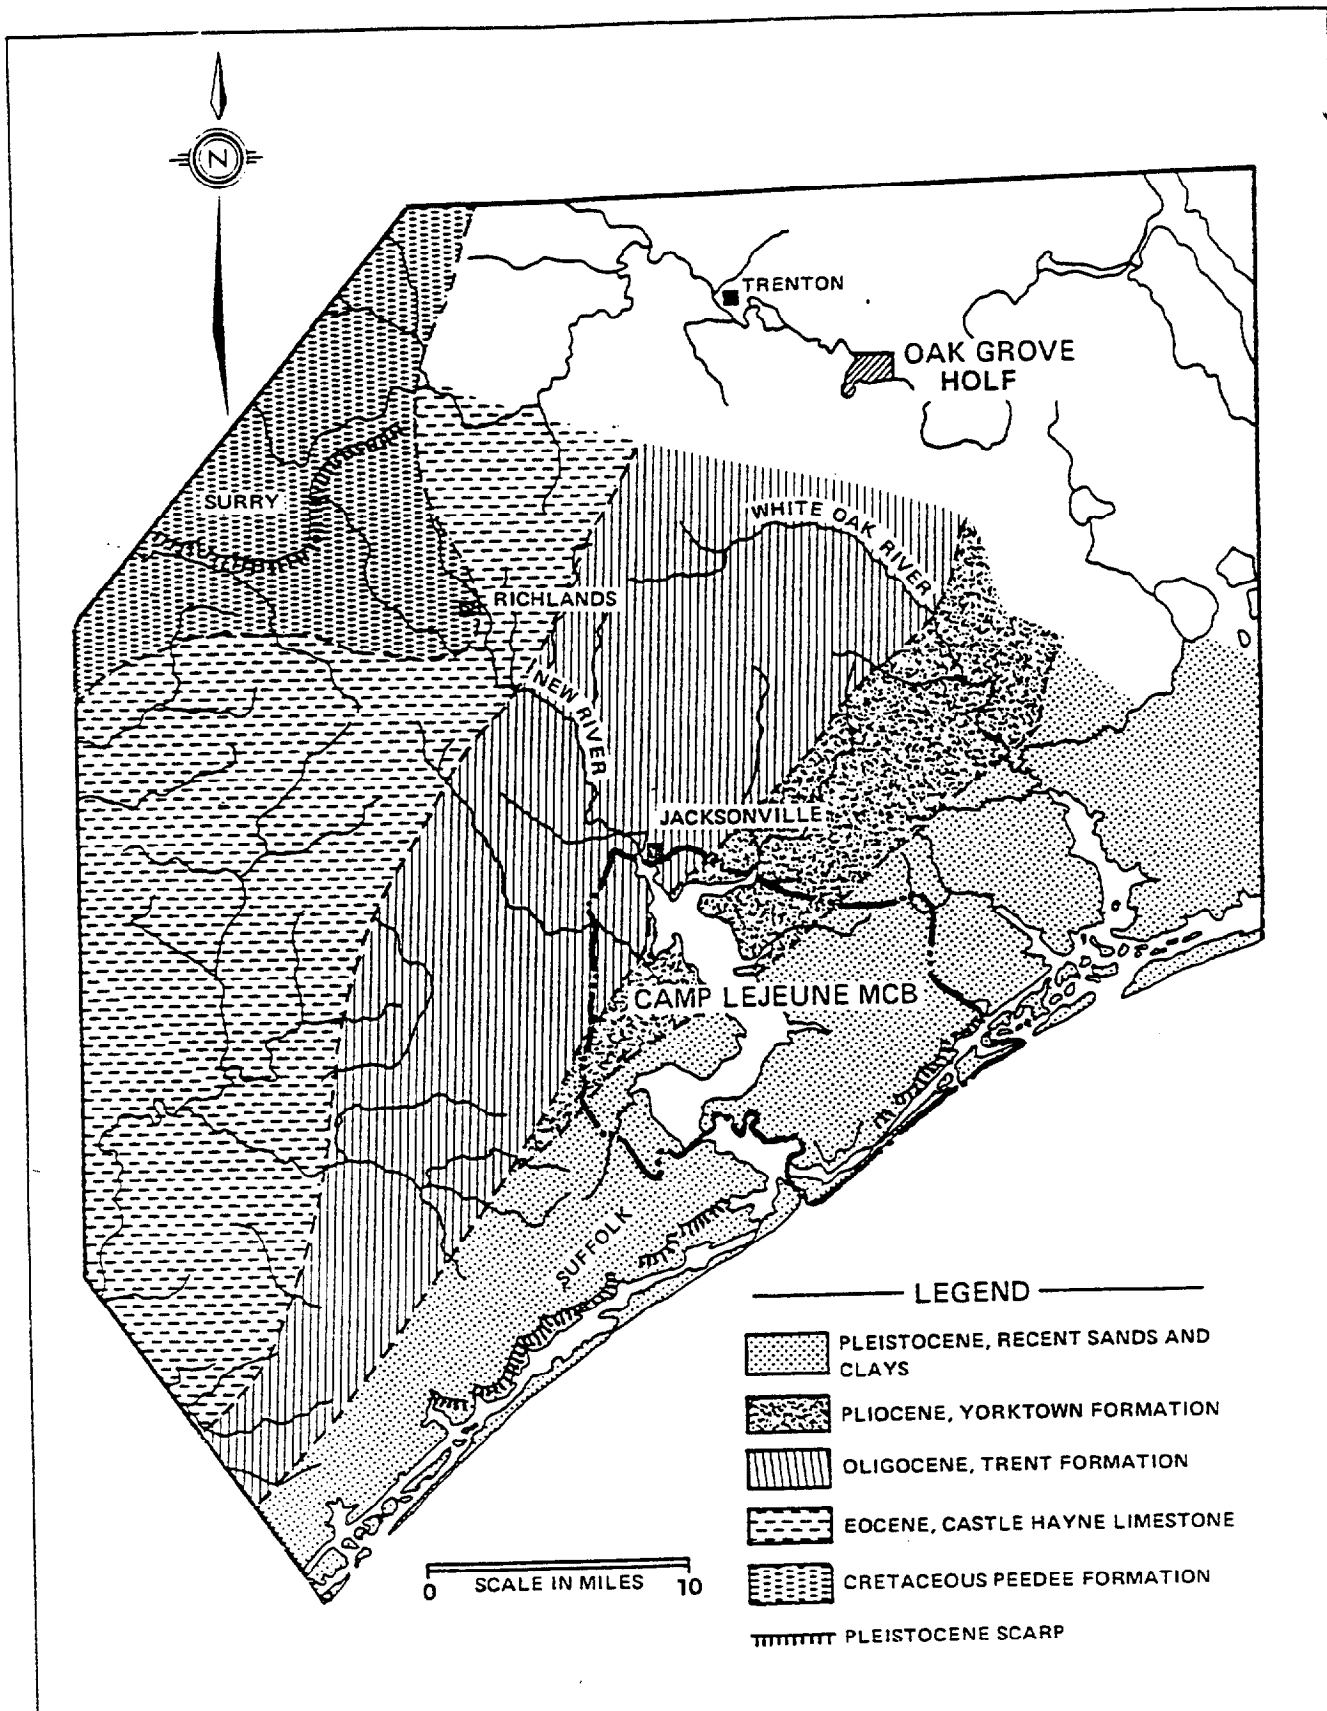 N
TRENTON
OAK GROVE
HOLF
SURRY
WHITE OAK RIVER
RICHLANDS
NEW RIVER
JACKSONVILLE
CAMP LEJEUNE MCB
SUFFOLK
LEGEND
PLEISTOCENE, RECENT SANDS AND
CLAYS
PLIOCENE, YORKTOWN FORMATION
OLIGOCENE, TRENT FORMATION
EOCENE, CASTLE HAYNE LIMESTONE
CRETACEOUS PEEDEE FORMATION
PLEISTOCENE SCARP
0 SCALE IN MILES 10